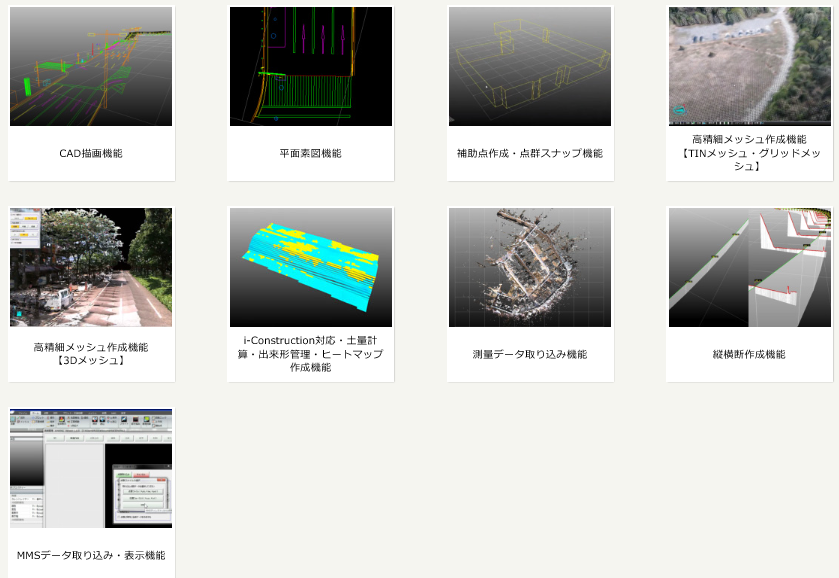 CAD描画機能
平面素図機能
補助点作成・点群スナップ機能
高精細メッシュ作成機能
【TINメッシュ・グリッドメッ
シュ】
高精細メッシュ作成機能
【3Dメッシュ】
i-Construction対応・土量計
算・出来形管理・ヒートマップ
作成機能
測量データ取り込み機能
縦横断作成機能
MMSデータ取り込み・表示機能